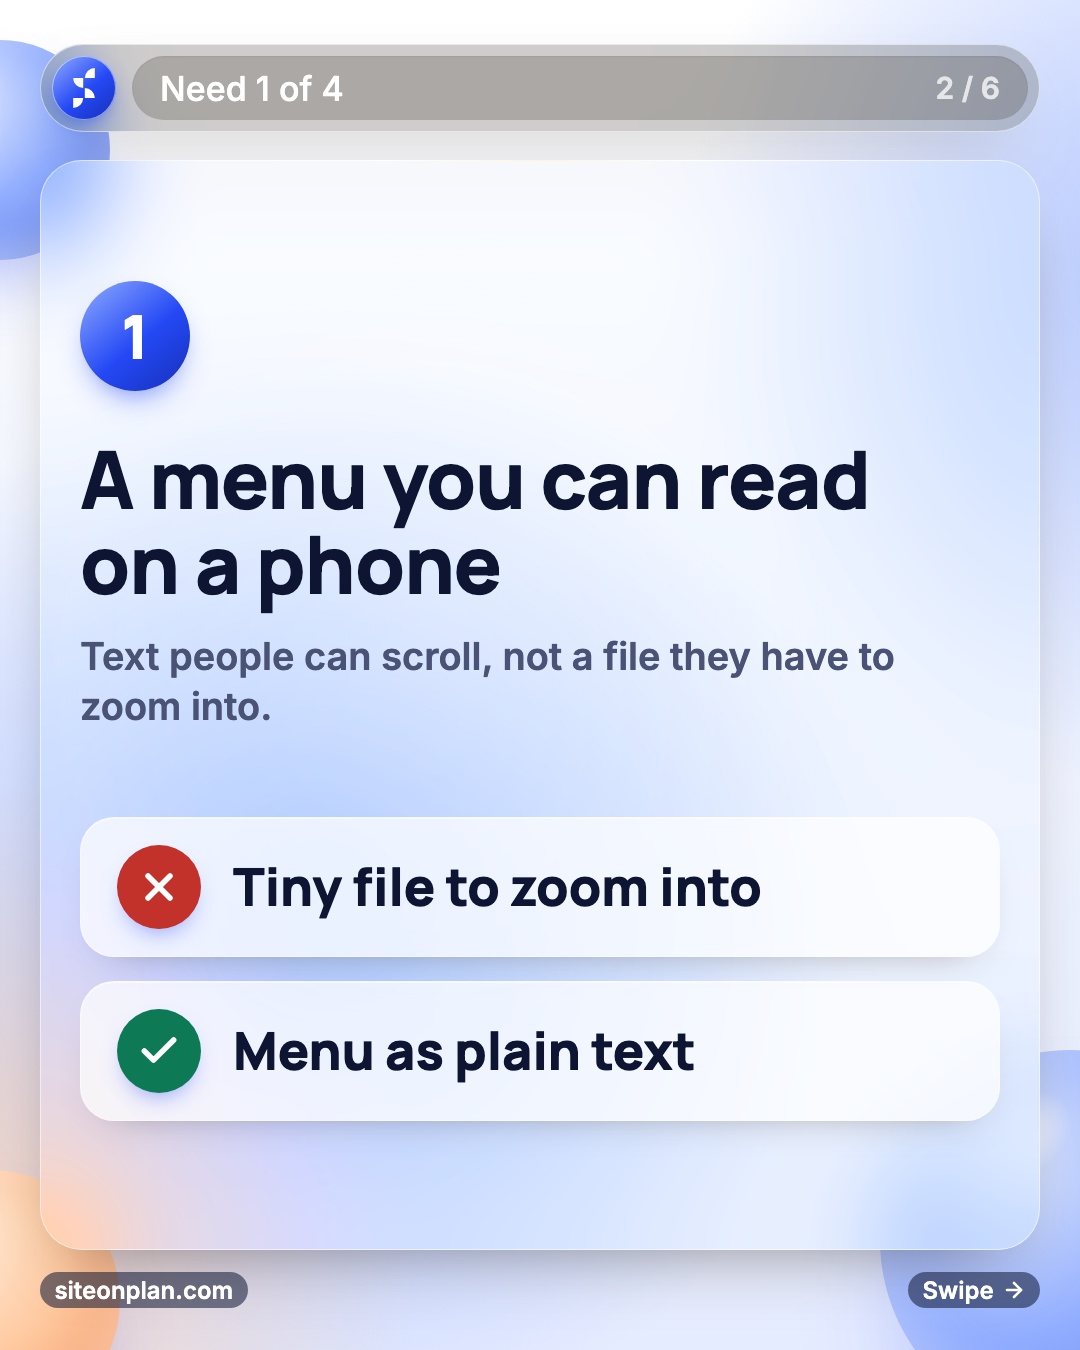 Need 1 of 4
2 / 6
1
A menu you can read
on a phone
Text people can scroll, not a file they have to
zoom into.
Tiny file to zoom into
Menu as plain text
siteonplan.com
Swipe →